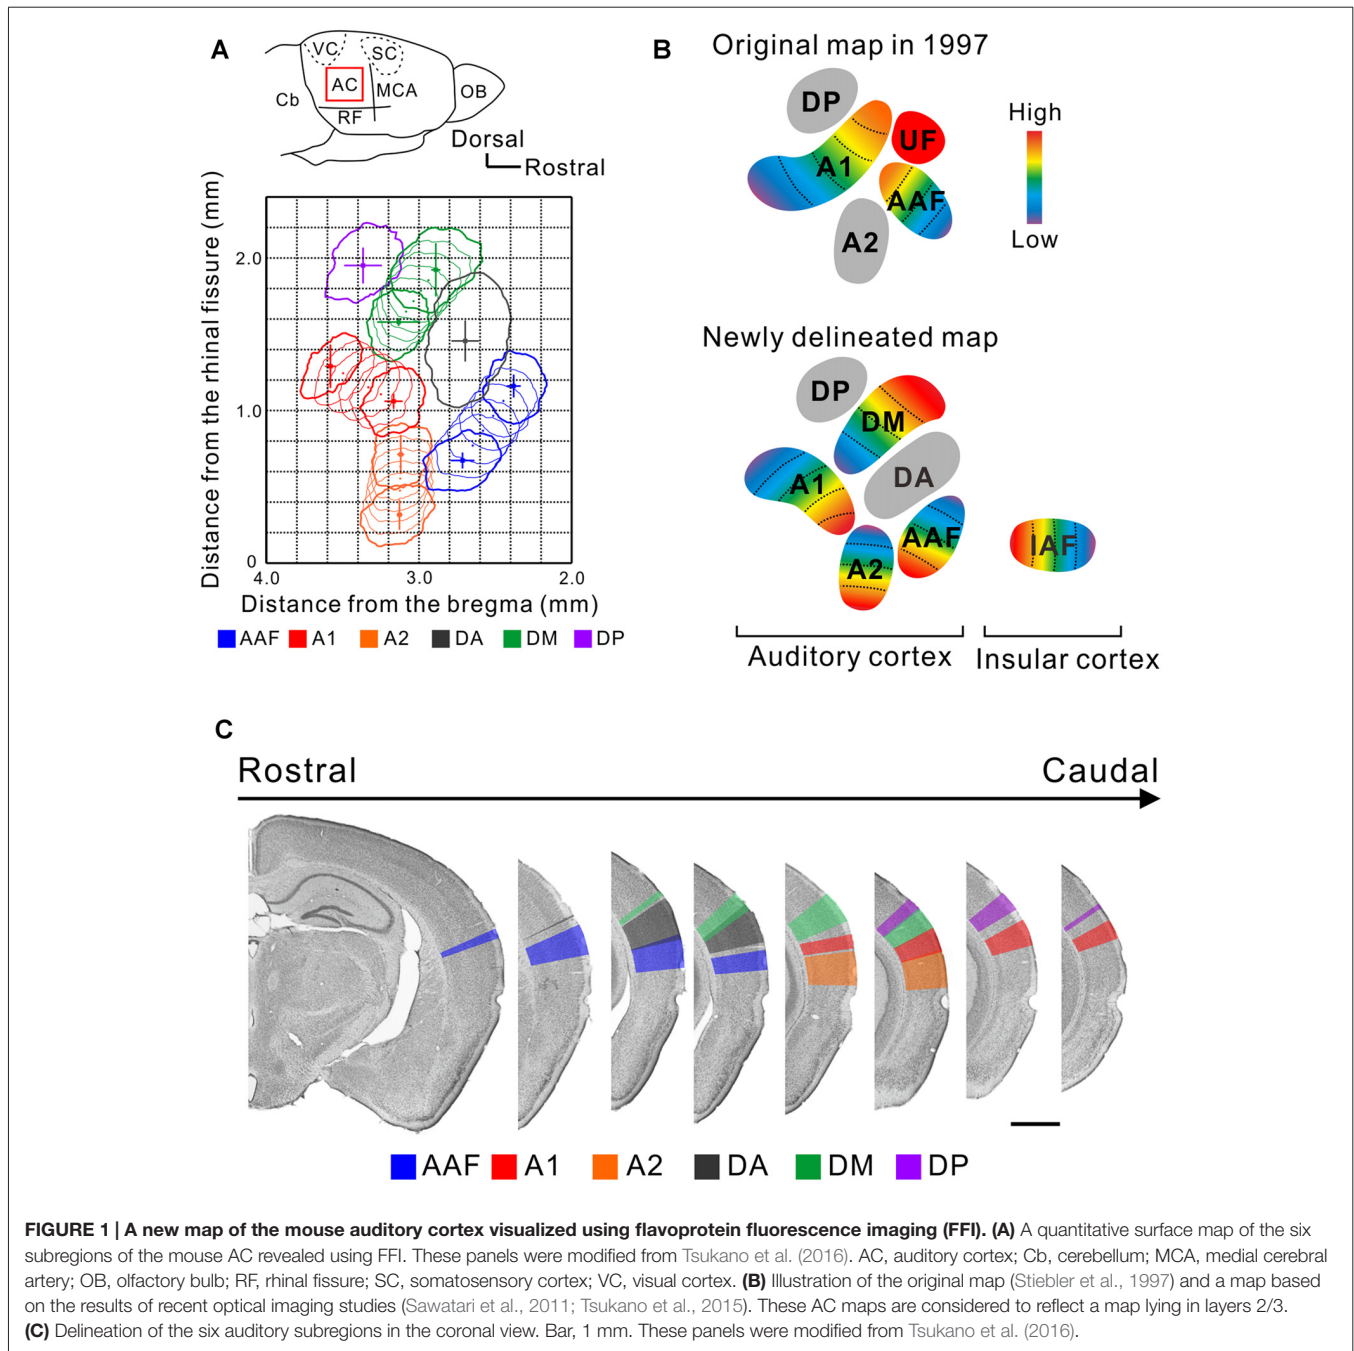 A
VC
SC
AC
MCA
Cb
RF
OB
Dorsal
Rostral
Distance from the rhinal fissure (mm)
2.0
1.0
0
4.0 3.0 2.0
Distance from the bregma (mm)
AAF A1 A2 DA DM DP
B
Original map in 1997
DP
UF
A1
AAF
A2
High
Low
Newly delineated map
DP
DM
A1
DA
AAF
A2
IAF
Auditory cortex Insular cortex
C
Rostral Caudal
AAF A1 A2 DA DM DP
FIGURE 1 | A new map of the mouse auditory cortex visualized using flavoprotein fluorescence imaging (FFI). (A) A quantitative surface map of the six
subregions of the mouse AC revealed using FFI. These panels were modified from Tsukano et al. (2016). AC, auditory cortex; Cb, cerebellum; MCA, medial cerebral
artery; OB, olfactory bulb; RF, rhinal fissure; SC, somatosensory cortex; VC, visual cortex. (B) Illustration of the original map (Stiebler et al., 1997) and a map based
on the results of recent optical imaging studies (Sawatari et al., 2011; Tsukano et al., 2015). These AC maps are considered to reflect a map lying in layers 2/3.
(C) Delineation of the six auditory subregions in the coronal view. Bar, 1 mm. These panels were modified from Tsukano et al. (2016).